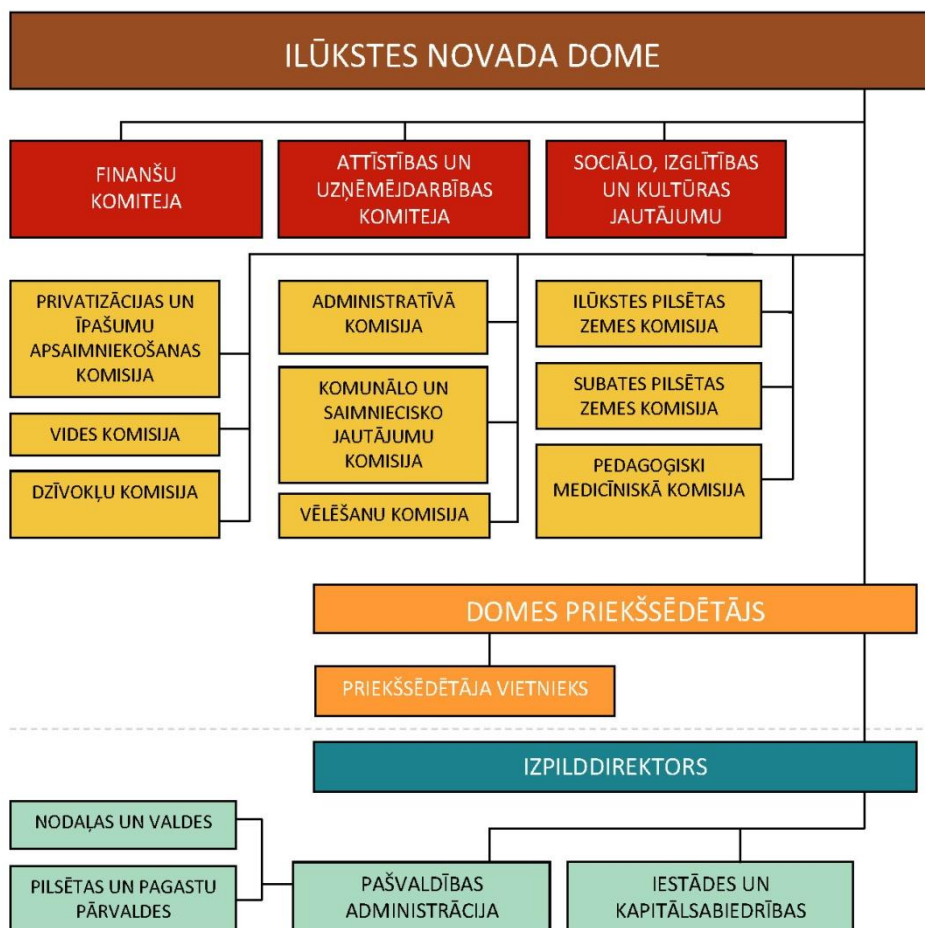 ILŪKSTES NOVADA DOME
FINANŠU
KOMITEJA
ATTĪSTĪBAS UN
UZŅĒMĒJDARBĪBAS
KOMITEJA
SOCIĀLO, IZGLĪTĪBAS
UN KULTŪRAS
JAUTĀJUMU
PRIVATIZĀCIJAS UN
ĪPAŠUMU
APSAIMNIEKOŠANAS
KOMISIJA
VIDES KOMISIJA
DZĪVOKĻU KOMISIJA
ADMINISTRATĪVĀ
KOMISIJA
KOMUNĀLO UN
SAIMNIECISKO
JAUTĀJUMU
KOMISIJA
VĒLĒŠANU KOMISIJA
ILŪKSTES PILSĒTAS
ZEMES KOMISIJA
SUBATES PILSĒTAS
ZEMES KOMISIJA
PEDAGOĢISKI
MEDICĪNISKĀ KOMISIJA
DOMES PRIEKŠSĒDĒTĀJS
PRIEKŠSĒDĒTĀJA VIETNIEKS
IZPILDDIREKTORS
NODAĻAS UN VALDES
PILSĒTAS UN PAGASTU
PĀRVALDES
PAŠVALDĪBAS
ADMINISTRĀCIJA
IESTĀDES UN
KAPITĀLSABIEDRĪBAS